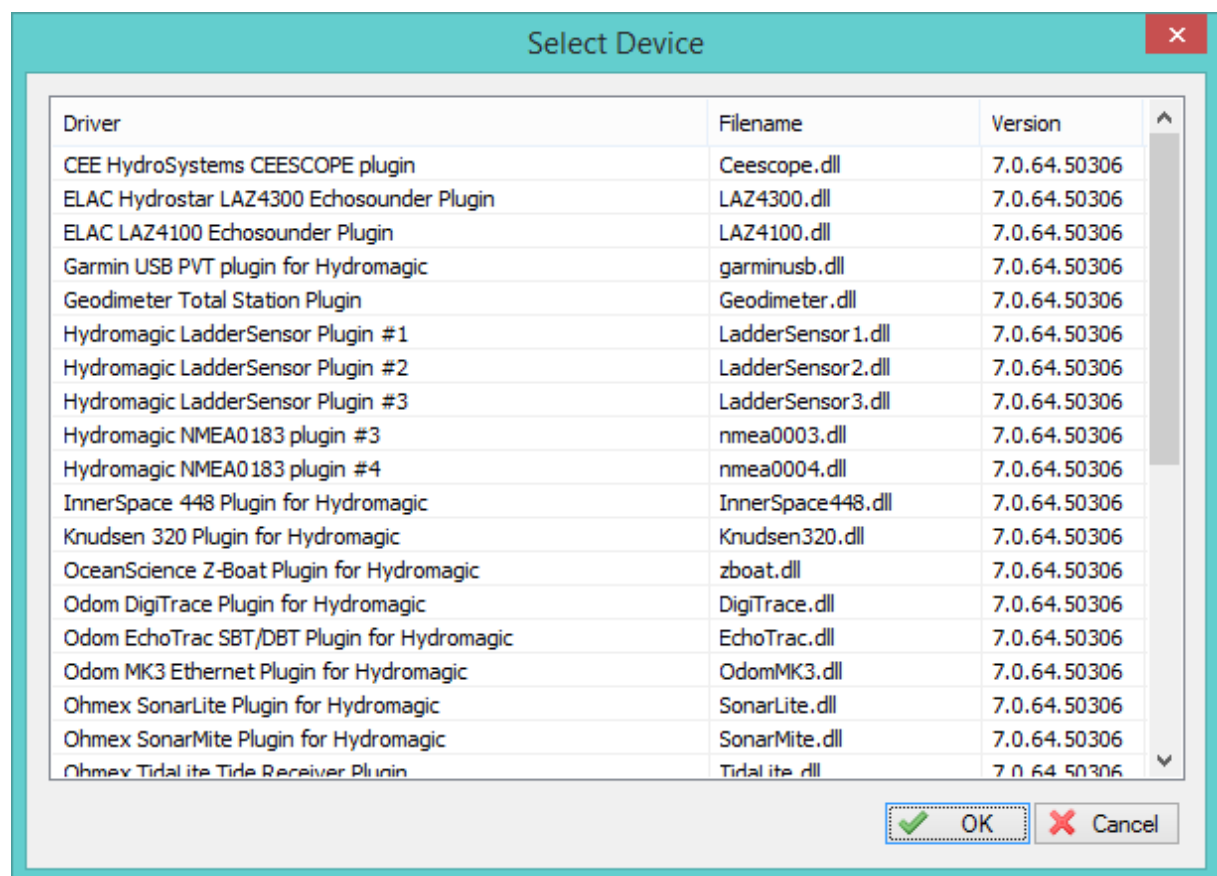 Select Device
Driver Filename Version
CEE HydroSystems CEESCOPE plugin Ceescope.dll 7.0.64.50306
ELAC Hydrostar LAZ4300 Echosounder Plugin LAZ4300.dll 7.0.64.50306
ELAC LAZ4100 Echosounder Plugin LAZ4100.dll 7.0.64.50306
Garmin USB PVT plugin for Hydromagic garminusb.dll 7.0.64.50306
Geodimeter Total Station Plugin Geodimeter.dll 7.0.64.50306
Hydromagic LadderSensor Plugin #1 LadderSensor1.dll 7.0.64.50306
Hydromagic LadderSensor Plugin #2 LadderSensor2.dll 7.0.64.50306
Hydromagic LadderSensor Plugin #3 LadderSensor3.dll 7.0.64.50306
Hydromagic NMEA0183 plugin #3 nmea0003.dll 7.0.64.50306
Hydromagic NMEA0183 plugin #4 nmea0004.dll 7.0.64.50306
InnerSpace 448 Plugin for Hydromagic InnerSpace448.dll 7.0.64.50306
Knudsen 320 Plugin for Hydromagic Knudsen320.dll 7.0.64.50306
OceanScience Z-Boat Plugin for Hydromagic zboat.dll 7.0.64.50306
Odom DigiTrace Plugin for Hydromagic DigiTrace.dll 7.0.64.50306
Odom EchoTrac SBT/DBT Plugin for Hydromagic EchoTrac.dll 7.0.64.50306
Odom MK3 Ethernet Plugin for Hydromagic OdomMK3.dll 7.0.64.50306
Ohmex SonarLite Plugin for Hydromagic SonarLite.dll 7.0.64.50306
Ohmex SonarMite Plugin for Hydromagic SonarMite.dll 7.0.64.50306
Ohmex TidaLite Tide Receiver Plugin TidaLite.dll 7.0.64.50306
OK Cancel